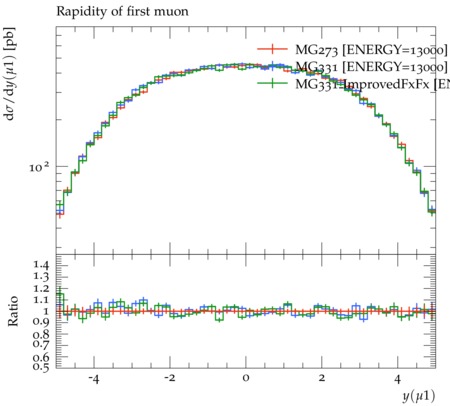 Rapidity of first muon
dσ/dy(μ1) [pb]
MG273 [ENERGY=13000]
MG331 [ENERGY=13000]
MG331_ImprovedFxFx [EN
10²
Ratio
1.4
1.3
1.2
1.1
1
0.9
0.8
0.7
0.6
0.5
-4 -2 0 2 4
y(μ1)